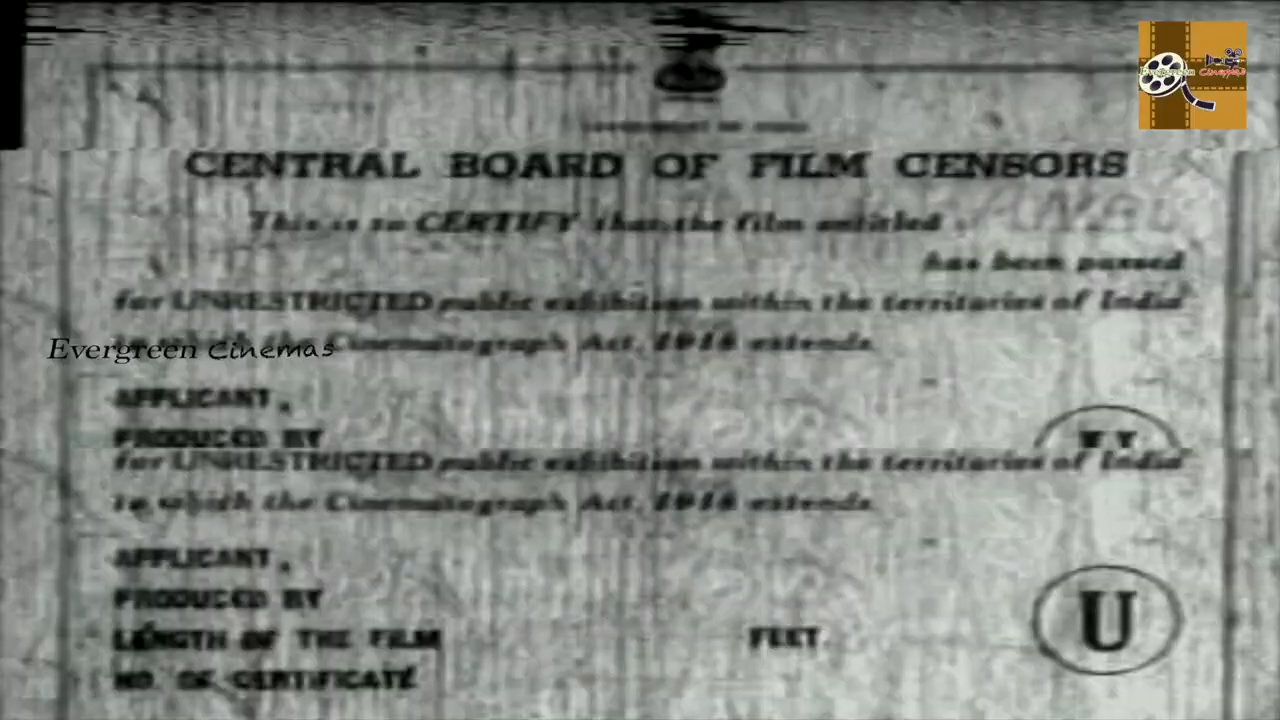 Evergreen Cinemas
CENTRAL BOARD OF FILM CENSORS
This is to CERTIFY that the film entitled
has been passed
for UNRESTRICTED public exhibition within the territories of India
Evergreen Cinemas Cinematograph Act, 1918 extends.
APPLICANT.
PRODUCED BY
for UNRESTRICTED public exhibition within the territories of India
to which the Cinematograph Act, 1918 extends.
APPLICANT.
PRODUCED BY
U
LENGTH OF THE FILM FEET.
NO. OF CERTIFICATE